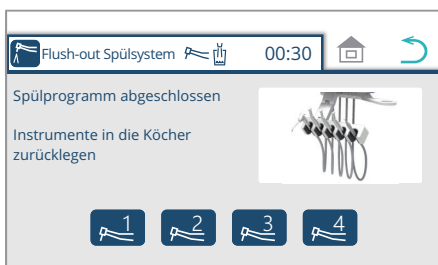 Flush-out Spülsystem 00:30
Spülprogramm abgeschlossen
Instrumente in die Köcher
zurücklegen
1 2 3 4